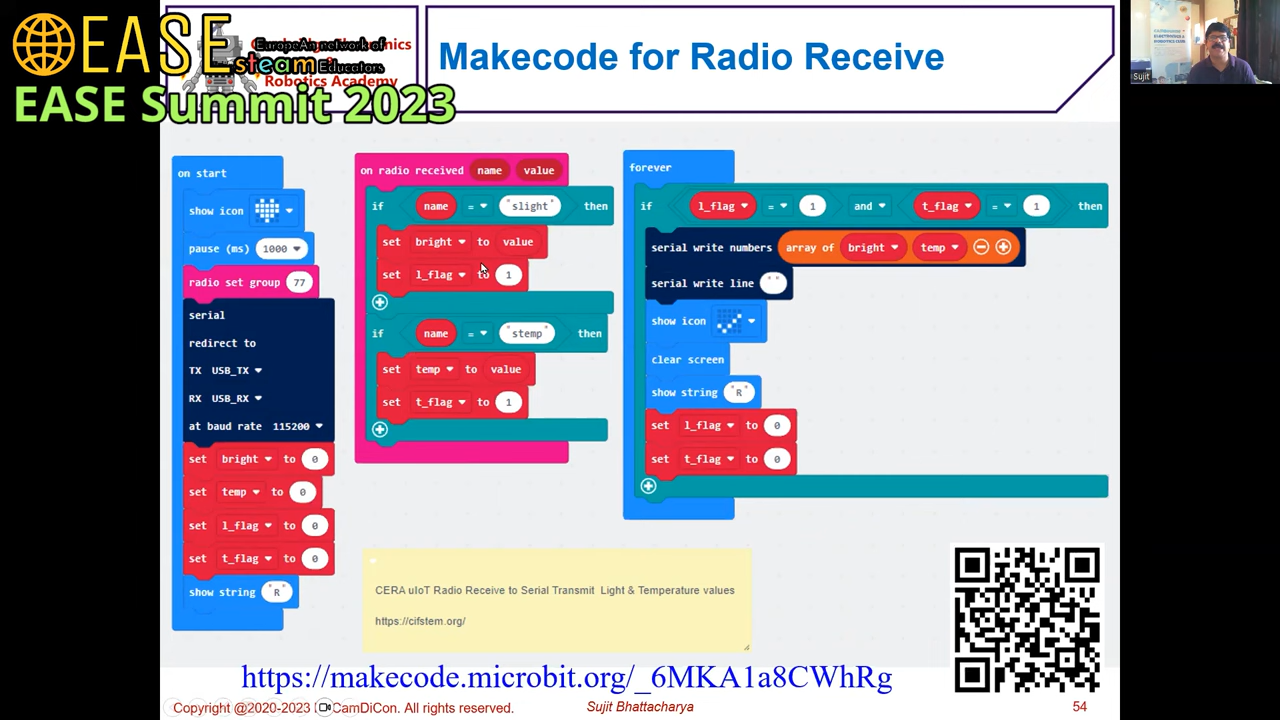 EASE
EuropeAn network of
steam Educators
EASE Summit 2023
Robotics Academy
Makecode for Radio Receive
Sujit
on start
show icon
pause (ms) 1000
radio set group 77
serial
redirect to
TX USB_TX
RX USB_RX
at baud rate 115200
set bright to 0
set temp to 0
set l_flag to 0
set t_flag to 0
show string "R"
on radio received name value
if name = "slight" then
set bright to value
set l_flag to 1
if name = "stemp" then
set temp to value
set t_flag to 1
forever
if l_flag = 1 and t_flag = 1 then
serial write numbers array of bright temp
serial write line " "
show icon
clear screen
show string "R"
set l_flag to 0
set t_flag to 0
CERA uIoT Radio Receive to Serial Transmit Light & Temperature values
https://cifstem.org/
https://makecode.microbit.org/_6MKA1a8CWhRg
Copyright @2020-2023 CamDiCon. All rights reserved.
Sujit Bhattacharya
54